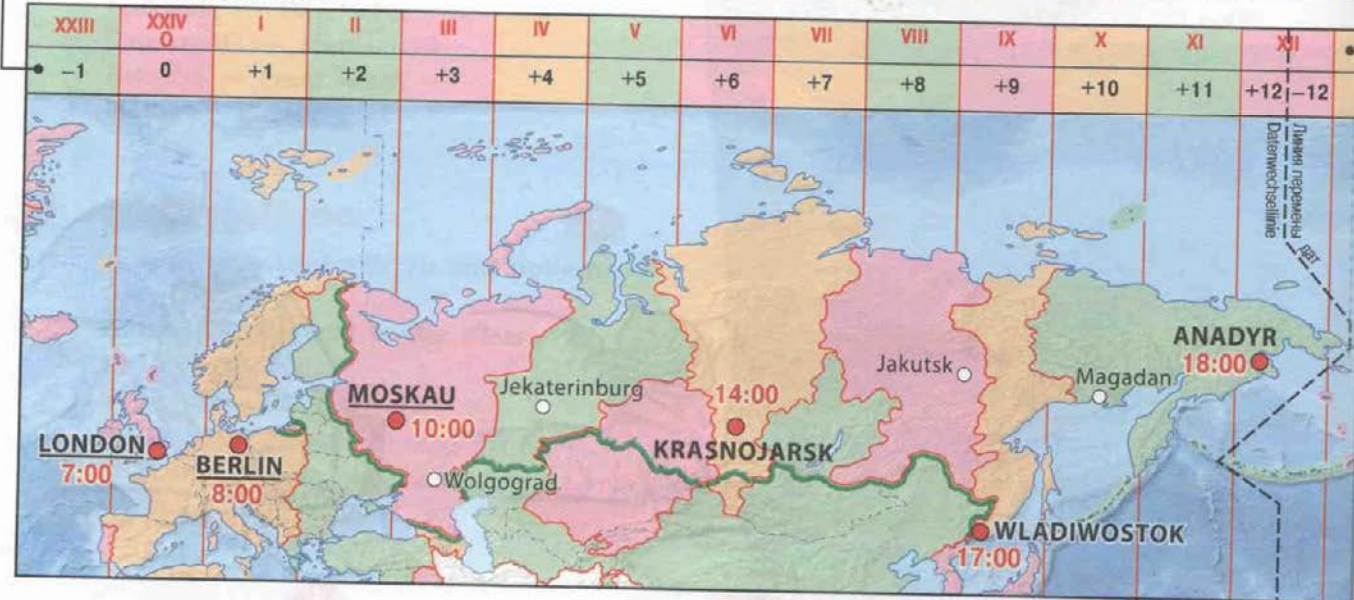 XXIII XXIV I II III IV V VI VII VIII IX X XI XII
0
-1 0 +1 +2 +3 +4 +5 +6 +7 +8 +9 +10 +11 +12 -12
Линия перемены дат
Datenwechsellinie
ANADYR
18:00
Jakutsk
Magadan
MOSKAU
10:00
Jekaterinburg
14:00
KRASNOJARSK
LONDON
7:00
BERLIN
8:00
Wolgograd
WLADIWOSTOK
17:00